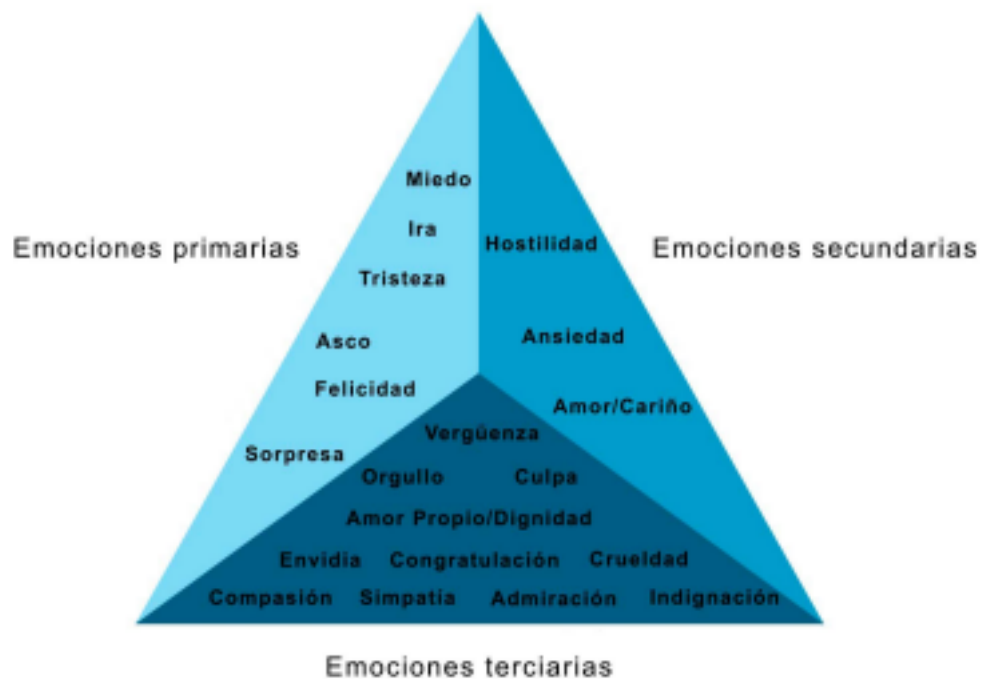 Miedo
Ira
Emociones primarias
Hostilidad
Emociones secundarias
Tristeza
Ansiedad
Asco
Felicidad
Amor/Cariño
Vergüenza
Sorpresa
Orgullo Culpa
Amor Propio/Dignidad
Envidia Congratulación Crueldad
Compasión Simpatía Admiración Indignación
Emociones terciarias